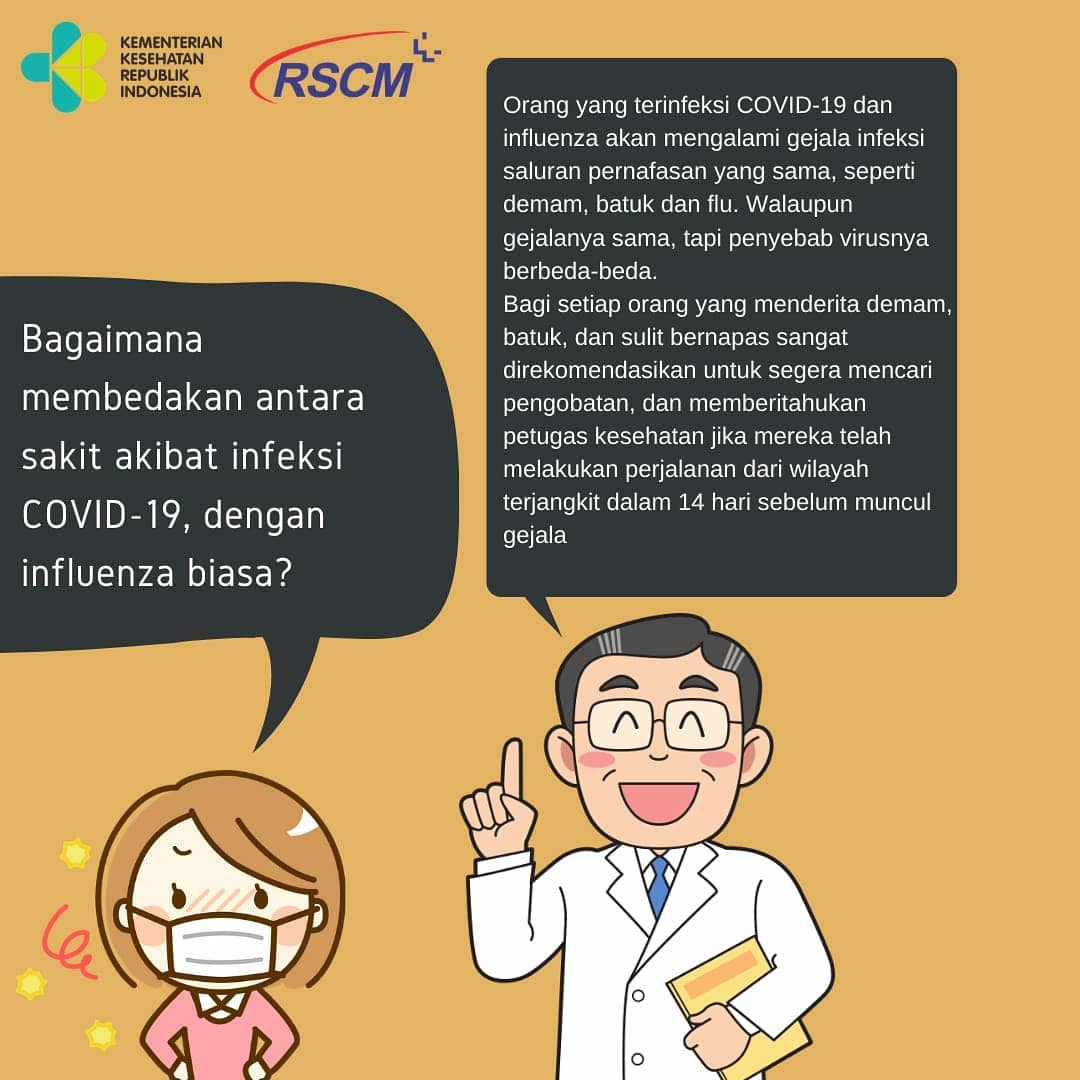 KEMENTERIAN
KESEHATAN
REPUBLIK
INDONESIA
RSCM
Bagaimana
membedakan antara
sakit akibat infeksi
COVID-19, dengan
influenza biasa?
Orang yang terinfeksi COVID-19 dan
influenza akan mengalami gejala infeksi
saluran pernafasan yang sama, seperti
demam, batuk dan flu. Walaupun
gejalanya sama, tapi penyebab virusnya
berbeda-beda.
Bagi setiap orang yang menderita demam,
batuk, dan sulit bernapas sangat
direkomendasikan untuk segera mencari
pengobatan, dan memberitahukan
petugas kesehatan jika mereka telah
melakukan perjalanan dari wilayah
terjangkit dalam 14 hari sebelum muncul
gejala